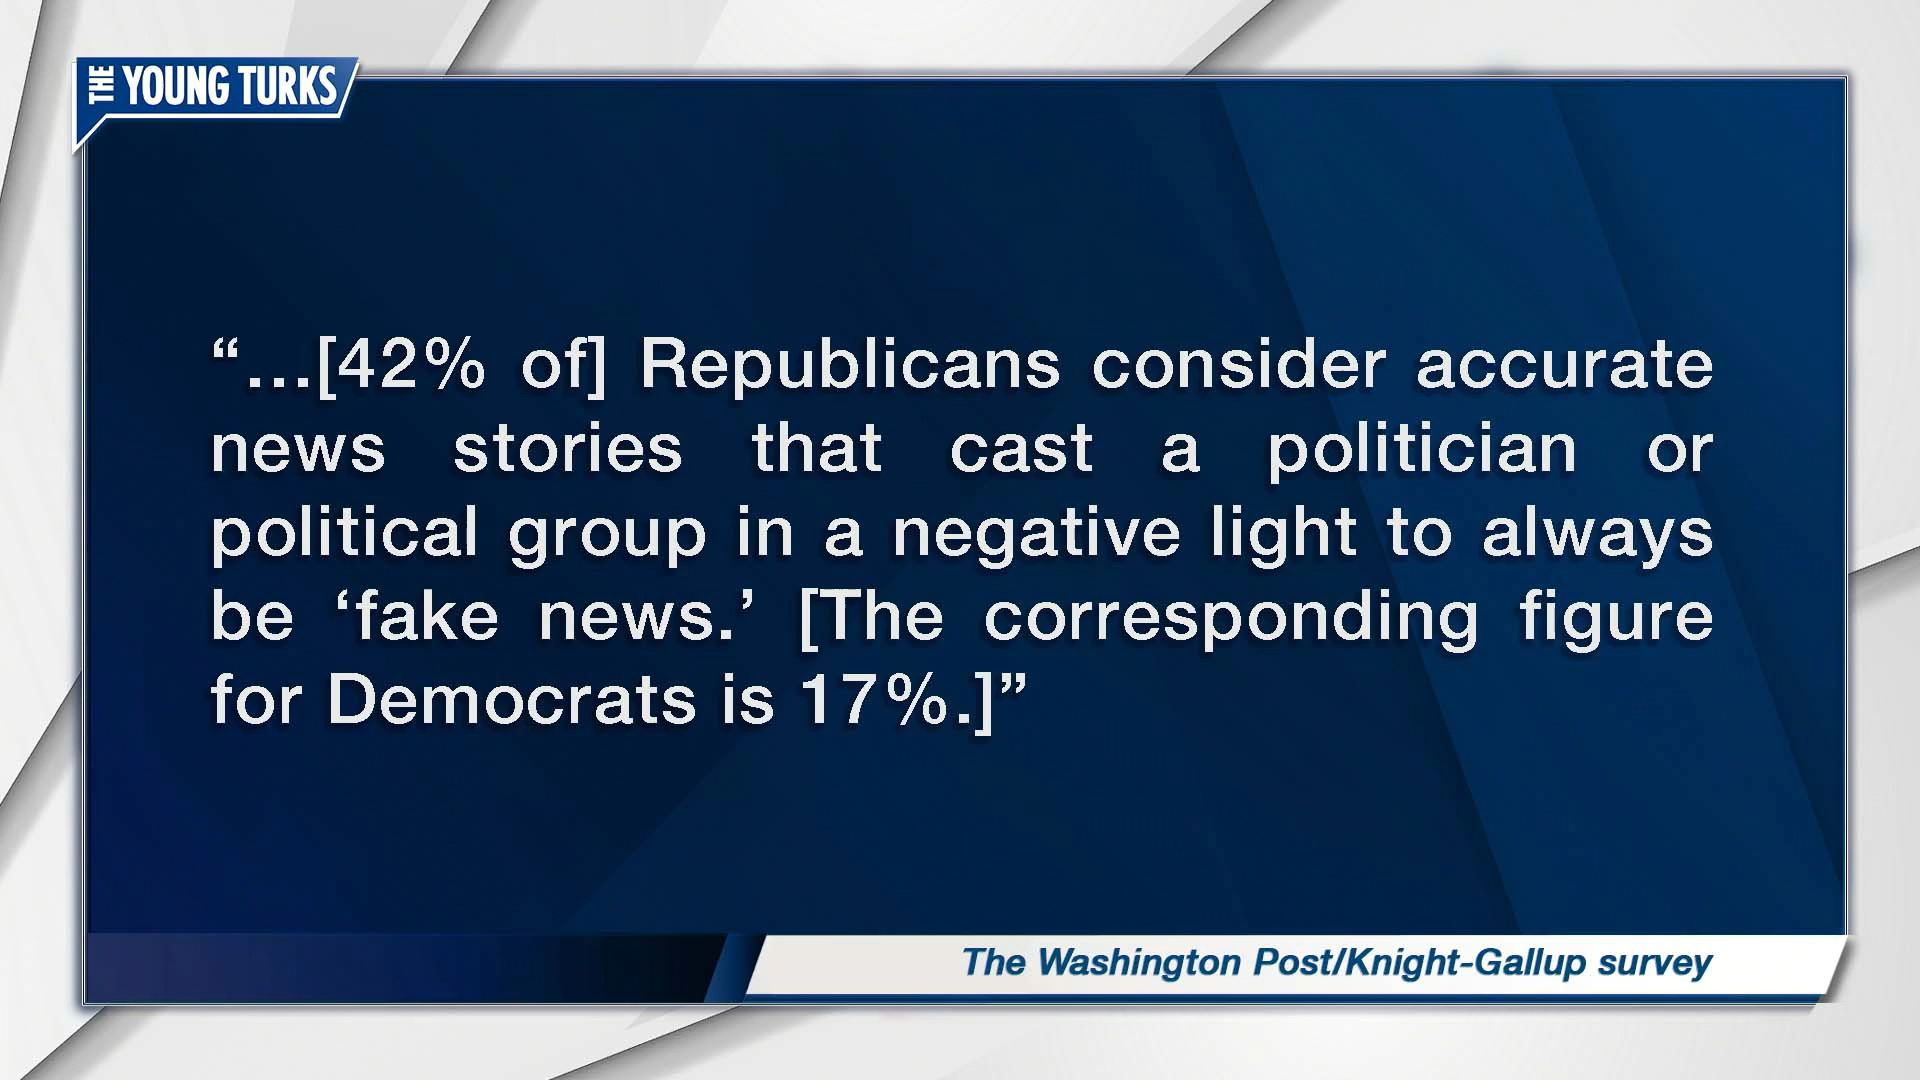 THE YOUNG TURKS
“...[42% of] Republicans consider accurate
news stories that cast a politician or
political group in a negative light to always
be ‘fake news.’ [The corresponding figure
for Democrats is 17%.]”
The Washington Post/Knight-Gallup survey